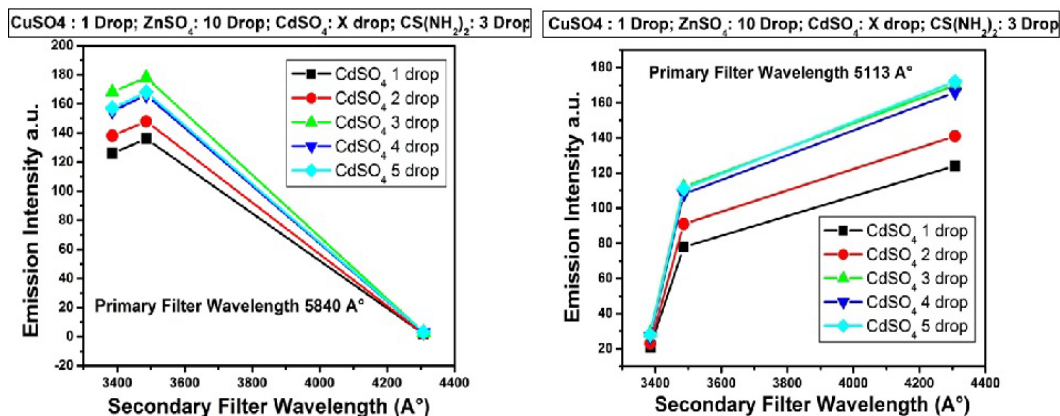 CuSO4 : 1 Drop; ZnSO₄: 10 Drop; CdSO₄: X drop; CS(NH₂)₂: 3 Drop
Emission Intensity a.u.
200
180
160
140
120
100
80
60
40
20
0
-20
CdSO₄ 1 drop
CdSO₄ 2 drop
CdSO₄ 3 drop
CdSO₄ 4 drop
CdSO₄ 5 drop
Primary Filter Wavelength 5840 A°
3400 3600 3800 4000 4200 4400
Secondary Filter Wavelength (A°)
CuSO4 : 1 Drop; ZnSO₄: 10 Drop; CdSO₄: X drop; CS(NH₂)₂: 3 Drop
Emission Intensity a.u.
180
160
140
120
100
80
60
40
20
Primary Filter Wavelength 5113 A°
CdSO₄ 1 drop
CdSO₄ 2 drop
CdSO₄ 3 drop
CdSO₄ 4 drop
CdSO₄ 5 drop
3400 3600 3800 4000 4200 4400
Secondary Filter Wavelength (A°)